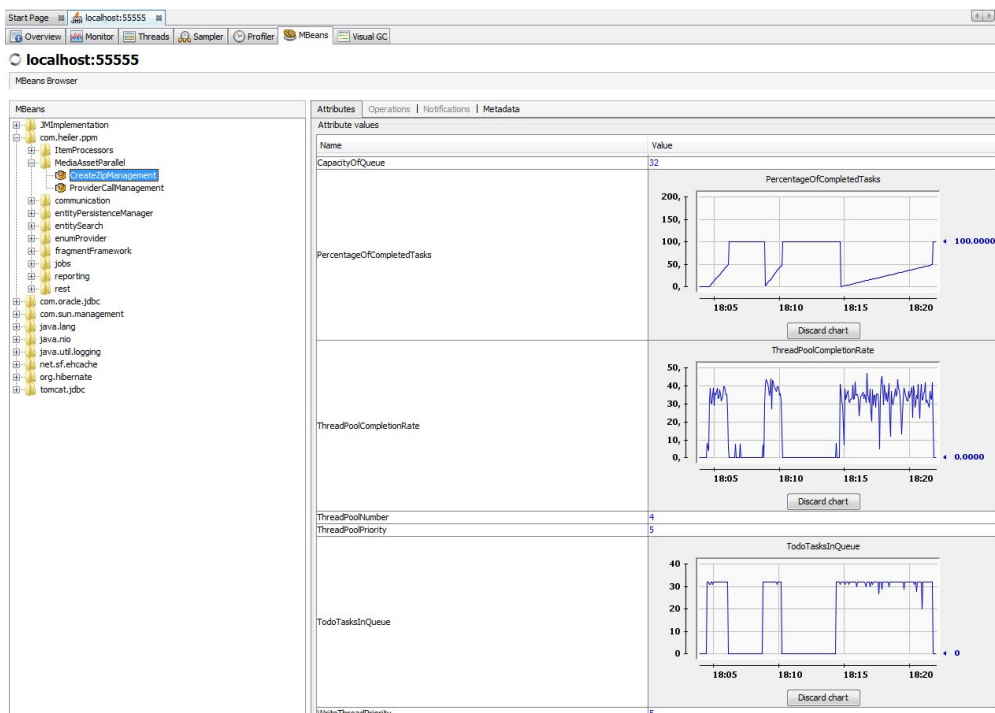 Start Page localhost:55555
Overview Monitor Threads Sampler Profiler MBeans Visual GC
localhost:55555
MBeans Browser
MBeans
JMImplementation
com.heiler.ppm
ItemProcessors
MediaAssetParallel
CreateZipManagement
ProviderCallManagement
communication
entityPersistenceManager
entitySearch
enumProvider
fragmentFramework
jobs
reporting
rest
com.oracle.jdbc
com.sun.management
java.lang
java.nio
java.util.logging
net.sf.ehcache
org.hibernate
tomcat.jdbc
Attributes Operations Notifications Metadata
Attribute values
Name Value
CapacityOfQueue 32
PercentageOfCompletedTasks
PercentageOfCompletedTasks
200,
150,
100, 100.0000
50,
0,
18:05 18:10 18:15 18:20
Discard chart
ThreadPoolCompletionRate
ThreadPoolCompletionRate
50,
40,
30,
20,
10,
0, 0.0000
18:05 18:10 18:15 18:20
Discard chart
ThreadPoolNumber 4
ThreadPoolPriority 5
TodoTasksInQueue
TodoTasksInQueue
40
30
20
10
0 0
18:05 18:10 18:15 18:20
Discard chart
WriteThreadPriority 5